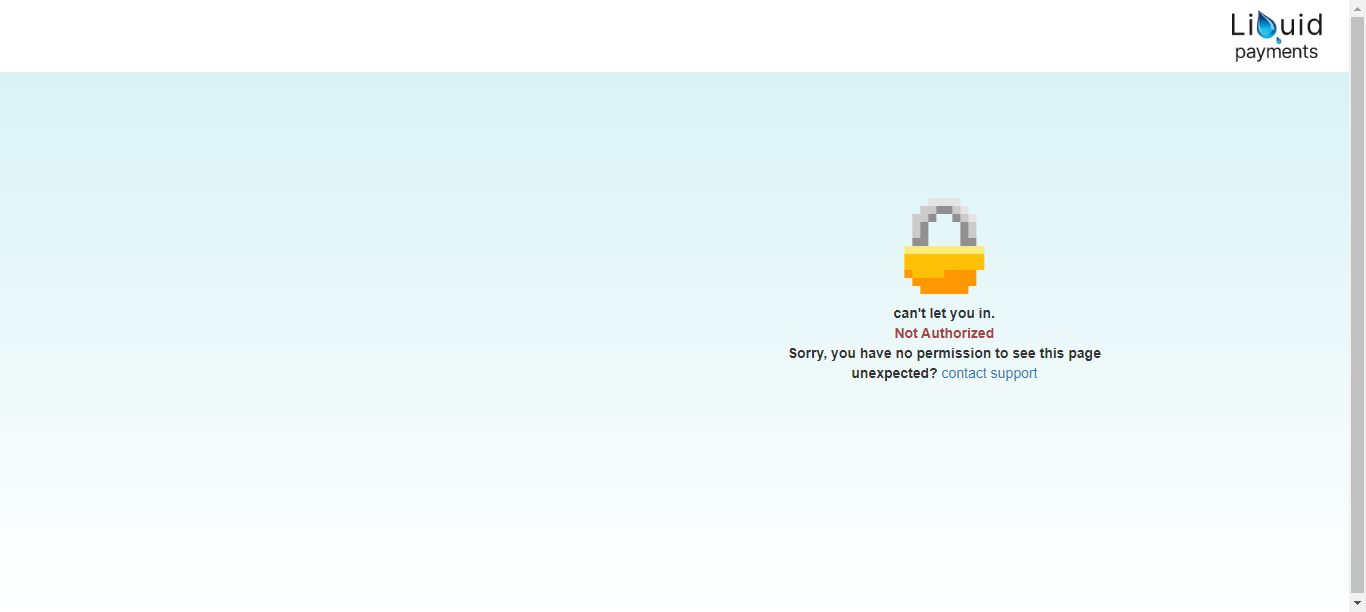 Liquid
payments
can't let you in.
Not Authorized
Sorry, you have no permission to see this page
unexpected? contact support